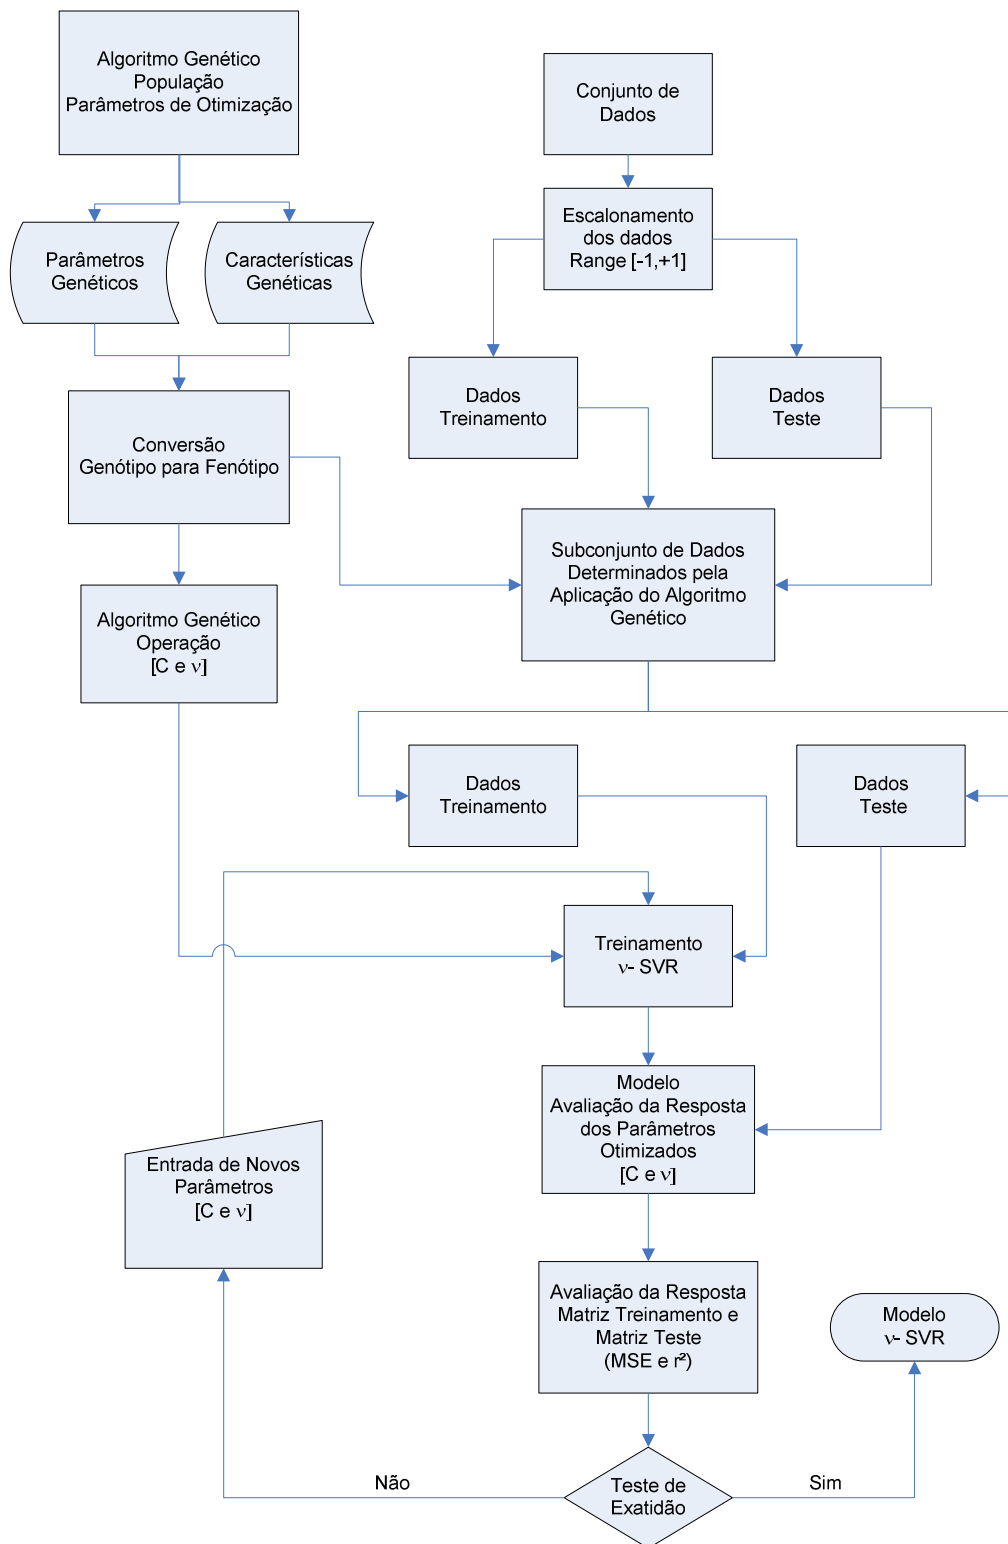 Algoritmo Genético
População
Parâmetros de Otimização
Conjunto de
Dados
Escalonamento
dos dados
Range [-1,+1]
Parâmetros
Genéticos
Características
Genéticas
Dados
Treinamento
Dados
Teste
Conversão
Genótipo para Fenótipo
Subconjunto de Dados
Determinados pela
Aplicação do Algoritmo
Genético
Algoritmo Genético
Operação
[C e ν]
Dados
Treinamento
Dados
Teste
Treinamento
ν- SVR
Modelo
Avaliação da Resposta
dos Parâmetros
Otimizados
[C e ν]
Entrada de Novos
Parâmetros
[C e ν]
Avaliação da Resposta
Matriz Treinamento e
Matriz Teste
(MSE e r²)
Modelo
ν- SVR
Não
Teste de
Exatidão
Sim